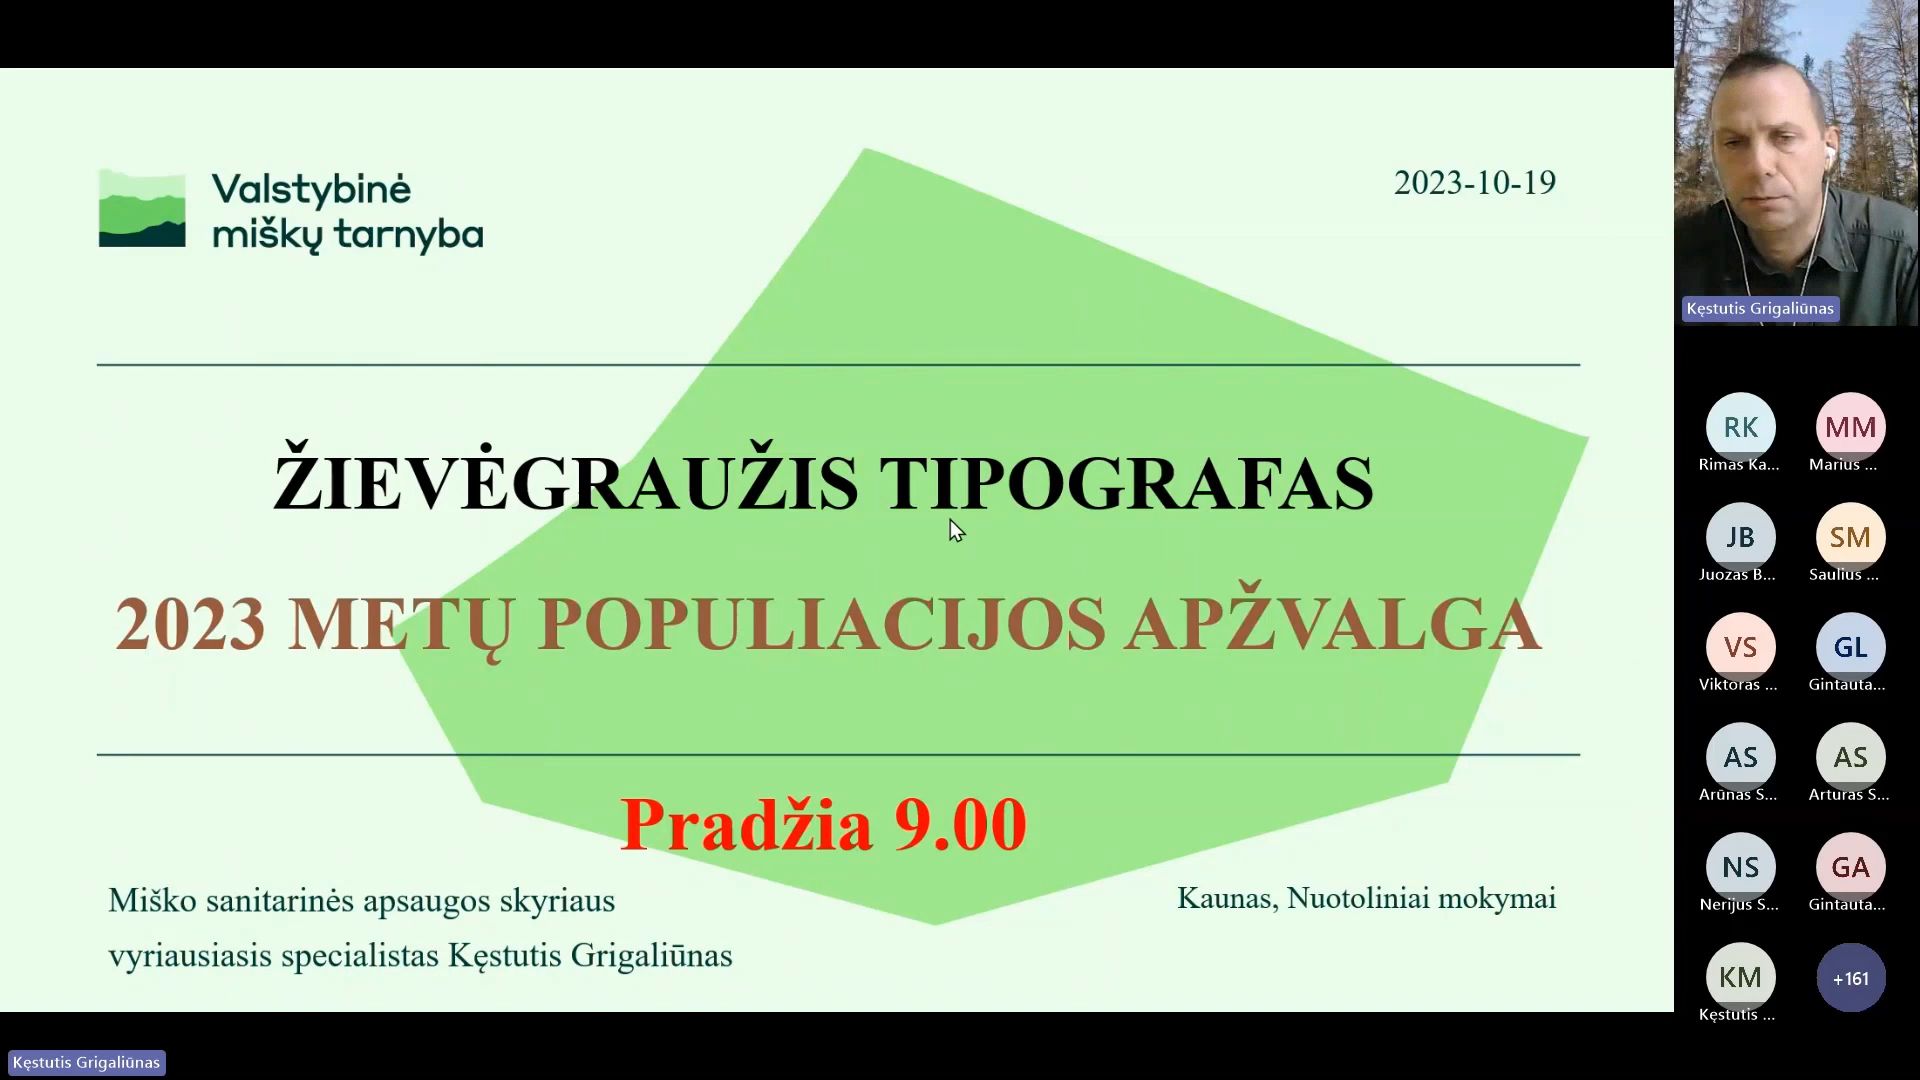 Valstybinė
miškų tarnyba
2023-10-19
ŽIEVĖGRAUŽIS TIPOGRAFAS
2023 METŲ POPULIACIJOS APŽVALGA
Pradžia 9.00
Miško sanitarinės apsaugos skyriaus
vyriausiasis specialistas Kęstutis Grigaliūnas
Kaunas, Nuotoliniai mokymai
Kęstutis Grigaliūnas
RK
Rimas Ka...
MM
Marius ...
JB
Juozas B...
SM
Saulius ...
VS
Viktoras ...
GL
Gintauta...
AS
Arūnas S...
AS
Arturas S...
NS
Nerijus S...
GA
Gintauta...
KM
Kęstutis ...
+161
Kęstutis Grigaliūnas